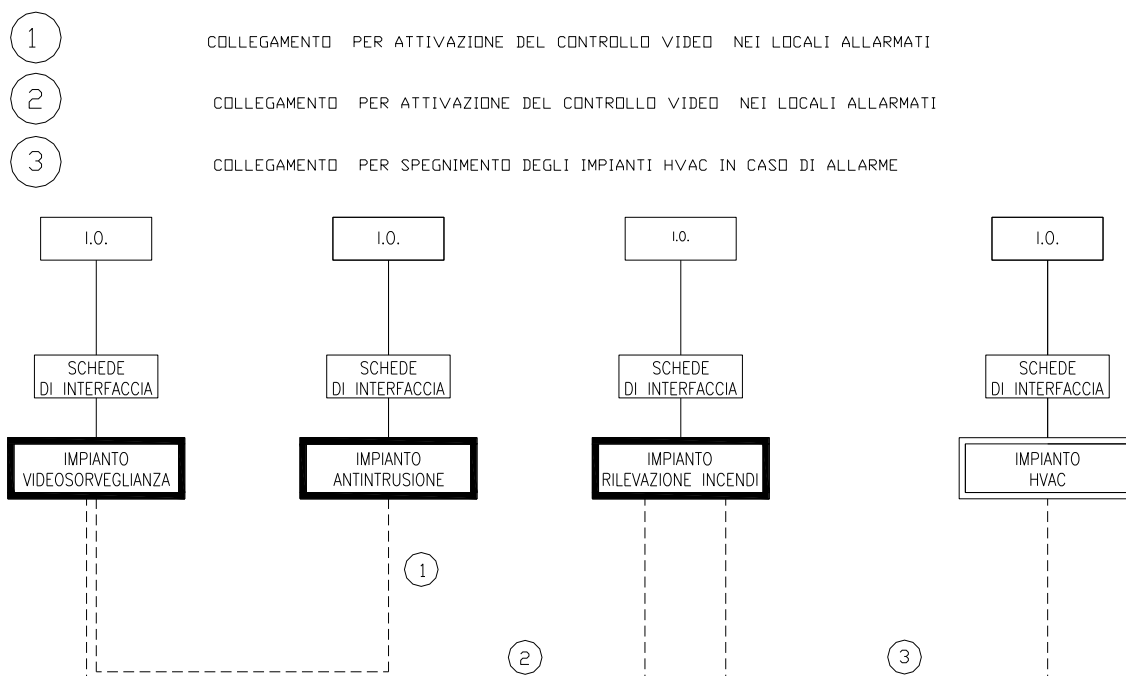 1 COLLEGAMENTO PER ATTIVAZIONE DEL CONTROLLO VIDEO NEI LOCALI ALLARMATI
2 COLLEGAMENTO PER ATTIVAZIONE DEL CONTROLLO VIDEO NEI LOCALI ALLARMATI
3 COLLEGAMENTO PER SPEGNIMENTO DEGLI IMPIANTI HVAC IN CASO DI ALLARME
I.O. I.O. I.O. I.O.
SCHEDE
DI INTERFACCIA
SCHEDE
DI INTERFACCIA
SCHEDE
DI INTERFACCIA
SCHEDE
DI INTERFACCIA
IMPIANTO
VIDEOSORVEGLIANZA
IMPIANTO
ANTINTRUSIONE
IMPIANTO
RILEVAZIONE INCENDI
IMPIANTO
HVAC
1
2 3